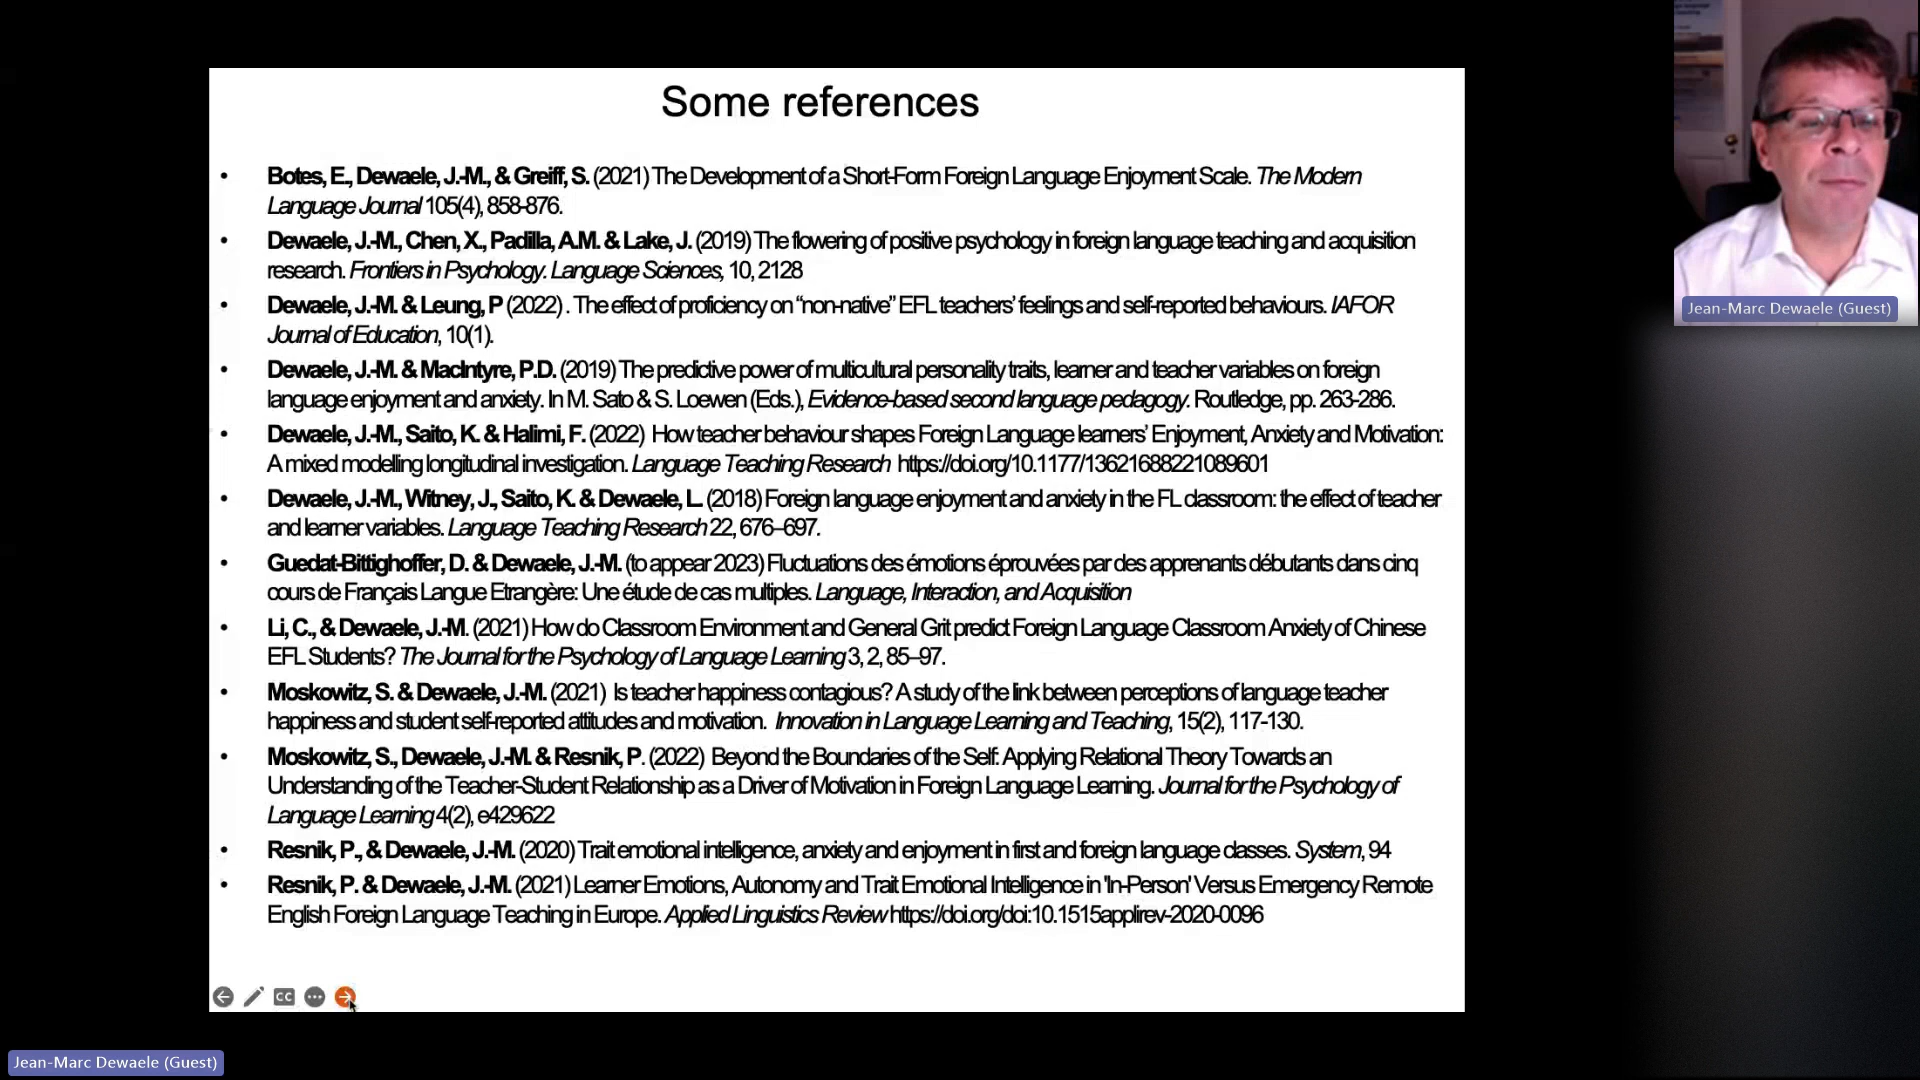 Some references
• Botes, E., Dewaele, J.-M., & Greiff, S. (2021) The Development of a Short-Form Foreign Language Enjoyment Scale. The Modern
Language Journal 105(4), 858-876.
• Dewaele, J.-M., Chen, X., Padilla, A.M. & Lake, J. (2019) The flowering of positive psychology in foreign language teaching and acquisition
research. Frontiers in Psychology. Language Sciences, 10, 2128
• Dewaele, J.-M. & Leung, P (2022) . The effect of proficiency on “non-native” EFL teachers’ feelings and self-reported behaviours. IAFOR
Journal of Education, 10(1).
• Dewaele, J.-M. & MacIntyre, P.D. (2019) The predictive power of multicultural personality traits, learner and teacher variables on foreign
language enjoyment and anxiety. In M. Sato & S. Loewen (Eds.), Evidence-based second language pedagogy. Routledge, pp. 263-286.
• Dewaele, J.-M., Saito, K. & Halimi, F. (2022) How teacher behaviour shapes Foreign Language learners’ Enjoyment, Anxiety and Motivation:
A mixed modelling longitudinal investigation. Language Teaching Research https://doi.org/10.1177/13621688221089601
• Dewaele, J.-M., Witney, J., Saito, K. & Dewaele, L. (2018) Foreign language enjoyment and anxiety in the FL classroom: the effect of teacher
and learner variables. Language Teaching Research 22, 676–697.
• Guedat-Bittighoffer, D. & Dewaele, J.-M. (to appear 2023) Fluctuations des émotions éprouvées par des apprenants débutants dans cinq
cours de Français Langue Etrangère: Une étude de cas multiples. Language, Interaction, and Acquisition
• Li, C., & Dewaele, J.-M. (2021) How do Classroom Environment and General Grit predict Foreign Language Classroom Anxiety of Chinese
EFL Students? The Journal for the Psychology of Language Learning 3, 2, 85–97.
• Moskowitz, S. & Dewaele, J.-M. (2021) Is teacher happiness contagious? A study of the link between perceptions of language teacher
happiness and student self-reported attitudes and motivation. Innovation in Language Learning and Teaching, 15(2), 117-130.
• Moskowitz, S., Dewaele, J.-M. & Resnik, P. (2022) Beyond the Boundaries of the Self: Applying Relational Theory Towards an
Understanding of the Teacher-Student Relationship as a Driver of Motivation in Foreign Language Learning. Journal for the Psychology of
Language Learning 4(2), e429622
• Resnik, P., & Dewaele, J.-M. (2020) Trait emotional intelligence, anxiety and enjoyment in first and foreign language classes. System, 94
• Resnik, P. & Dewaele, J.-M. (2021) Learner Emotions, Autonomy and Trait Emotional Intelligence in 'In-Person' Versus Emergency Remote
English Foreign Language Teaching in Europe. Applied Linguistics Review https://doi.org/doi:10.1515applirev-2020-0096
CC
Jean-Marc Dewaele (Guest)
Jean-Marc Dewaele (Guest)